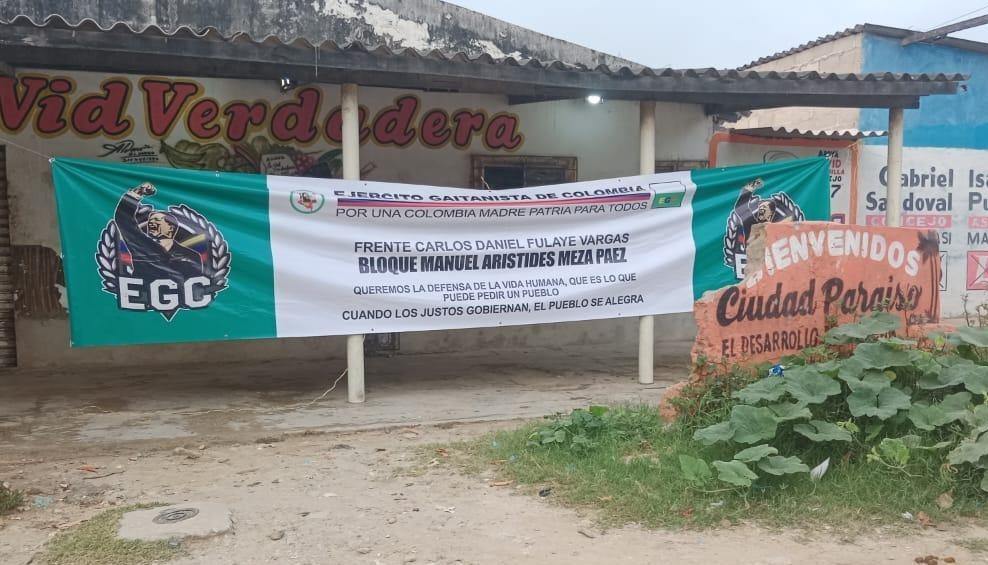 Vid Verdadera
EJERCITO GAITANISTA DE COLOMBIA
POR UNA COLOMBIA MADRE PATRIA PARA TODOS
FRENTE CARLOS DANIEL FULAYE VARGAS
BLOQUE MANUEL ARISTIDES MEZA PAEZ
QUEREMOS LA DEFENSA DE LA VIDA HUMANA, QUE ES LO QUE
PUEDE PEDIR UN PUEBLO
CUANDO LOS JUSTOS GOBIERNAN, EL PUEBLO SE ALEGRA
EGC
EGC
BIENVENIDOS
Ciudad Paraiso
EL DESARROLLO
Gabriel
Sandoval
CONCEJO